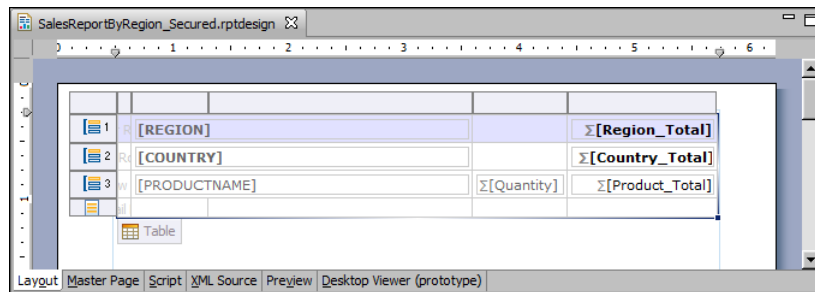 SalesReportByRegion_Secured.rptdesign
1 2 3 4 5 6
1 [REGION] Σ[Region_Total]
2 [COUNTRY] Σ[Country_Total]
3 [PRODUCTNAME] Σ[Quantity] Σ[Product_Total]
Table
Layout Master Page Script XML Source Preview Desktop Viewer (prototype)